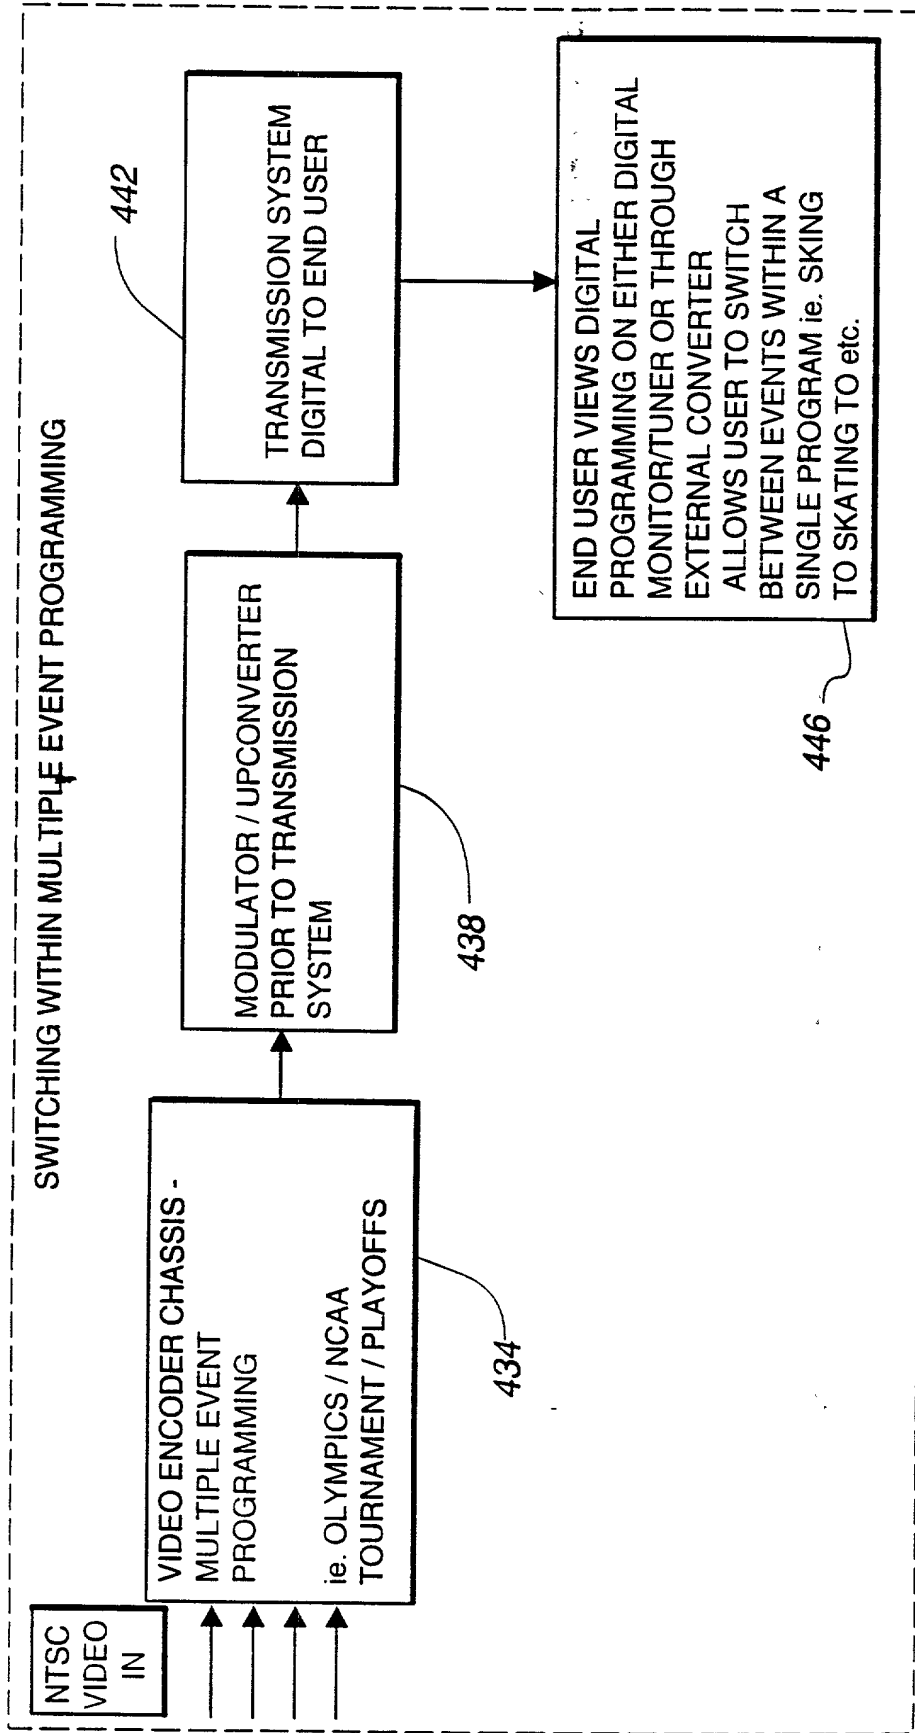 SWITCHING WITHIN MULTIPLE EVENT PROGRAMMING
NTSC
VIDEO
IN
VIDEO ENCODER CHASSIS -
MULTIPLE EVENT
PROGRAMMING
ie. OLYMPICS / NCAA
TOURNAMENT / PLAYOFFS
434
MODULATOR / UPCONVERTER
PRIOR TO TRANSMISSION
SYSTEM
438
TRANSMISSION SYSTEM
DIGITAL TO END USER
442
END USER VIEWS DIGITAL
PROGRAMMING ON EITHER DIGITAL
MONITOR/TUNER OR THROUGH
EXTERNAL CONVERTER
ALLOWS USER TO SWITCH
BETWEEN EVENTS WITHIN A
SINGLE PROGRAM ie. SKING
TO SKATING TO etc.
446